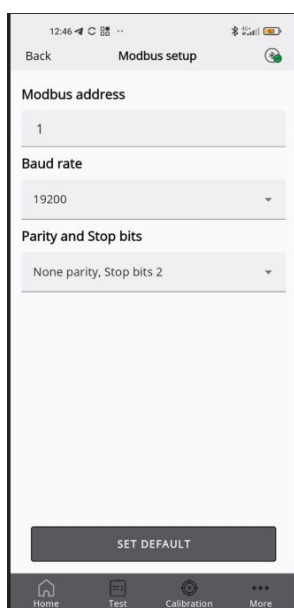 12:46
Back Modbus setup
Modbus address
1
Baud rate
19200
Parity and Stop bits
None parity, Stop bits 2
SET DEFAULT
Home Test Calibration More